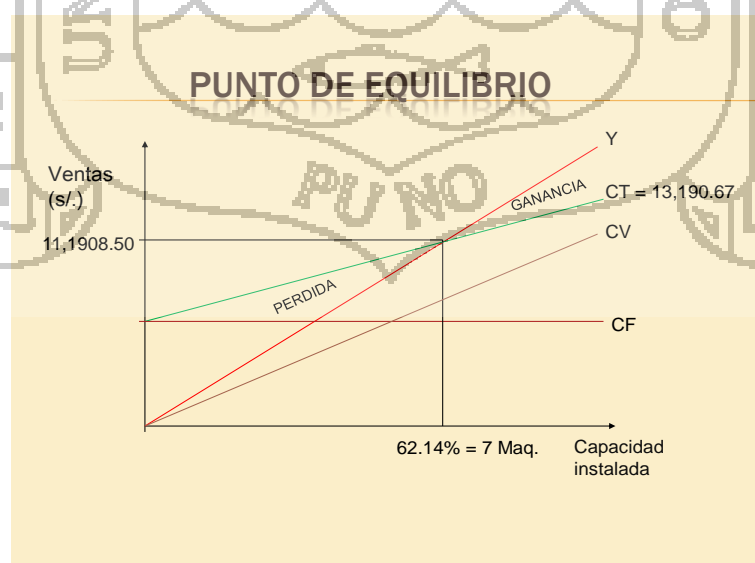 PUNTO DE EQUILIBRIO
Y
Ventas
(s/.)
GANANCIA
CT = 13,190.67
PUNO
CV
11,1908.50
PERDIDA
CF
62.14% = 7 Maq.
Capacidad
instalada